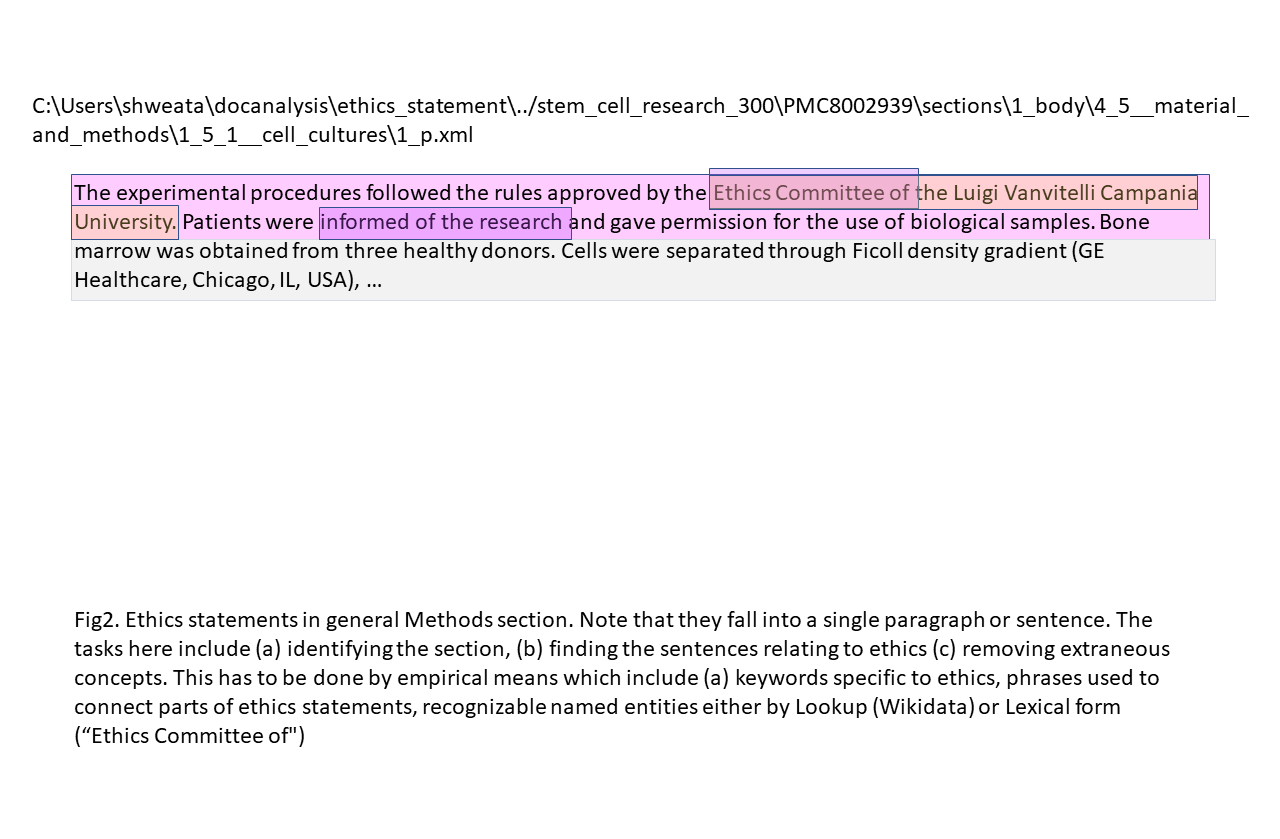 C:\Users\shweata\docanalysis\ethics_statement\../stem_cell_research_300\PMC8002939\sections\1_body\4_5__material_
and_methods\1_5_1__cell_cultures\1_p.xml
The experimental procedures followed the rules approved by the Ethics Committee of the Luigi Vanvitelli Campania
University. Patients were informed of the research and gave permission for the use of biological samples. Bone
marrow was obtained from three healthy donors. Cells were separated through Ficoll density gradient (GE
Healthcare, Chicago, IL, USA), ...
Fig2. Ethics statements in general Methods section. Note that they fall into a single paragraph or sentence. The
tasks here include (a) identifying the section, (b) finding the sentences relating to ethics (c) removing extraneous
concepts. This has to be done by empirical means which include (a) keywords specific to ethics, phrases used to
connect parts of ethics statements, recognizable named entities either by Lookup (Wikidata) or Lexical form
(“Ethics Committee of")